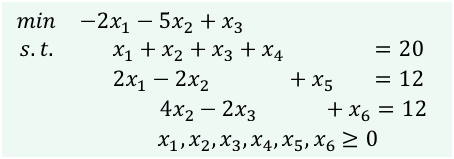 min −2x₁ − 5x₂ + x₃
s.t. x₁ + x₂ + x₃ + x₄ = 20
2x₁ − 2x₂ + x₅ = 12
4x₂ − 2x₃ + x₆ = 12
x₁, x₂, x₃, x₄, x₅, x₆ ≥ 0